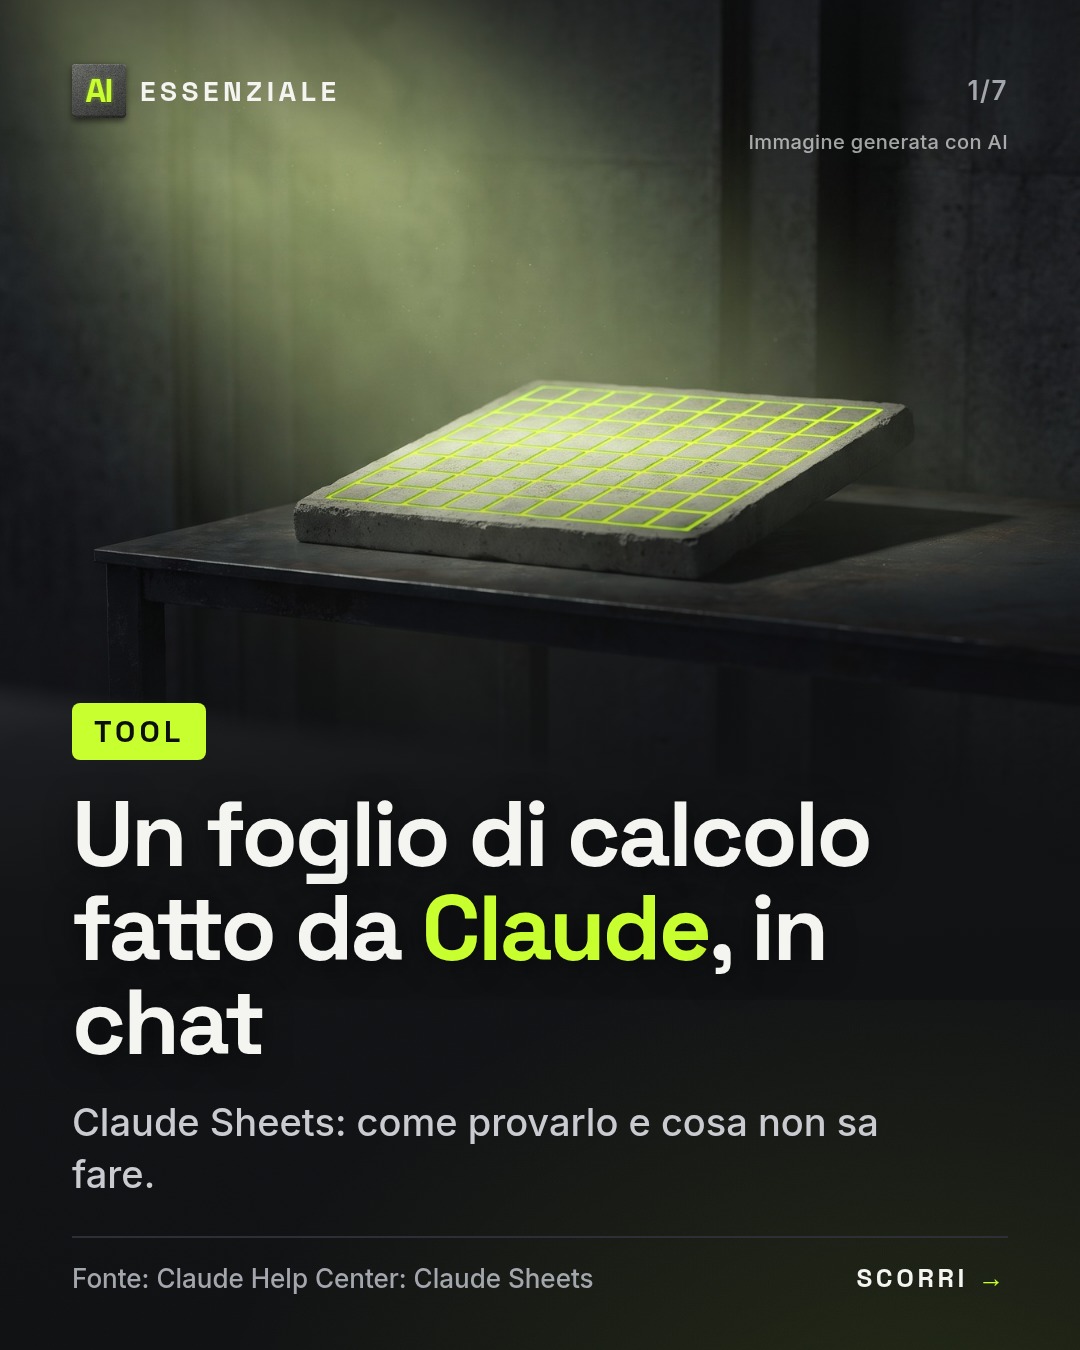 AI ESSENZIALE
1/7
Immagine generata con AI
TOOL
Un foglio di calcolo
fatto da Claude, in
chat
Claude Sheets: come provarlo e cosa non sa
fare.
Fonte: Claude Help Center: Claude Sheets
SCORRI →